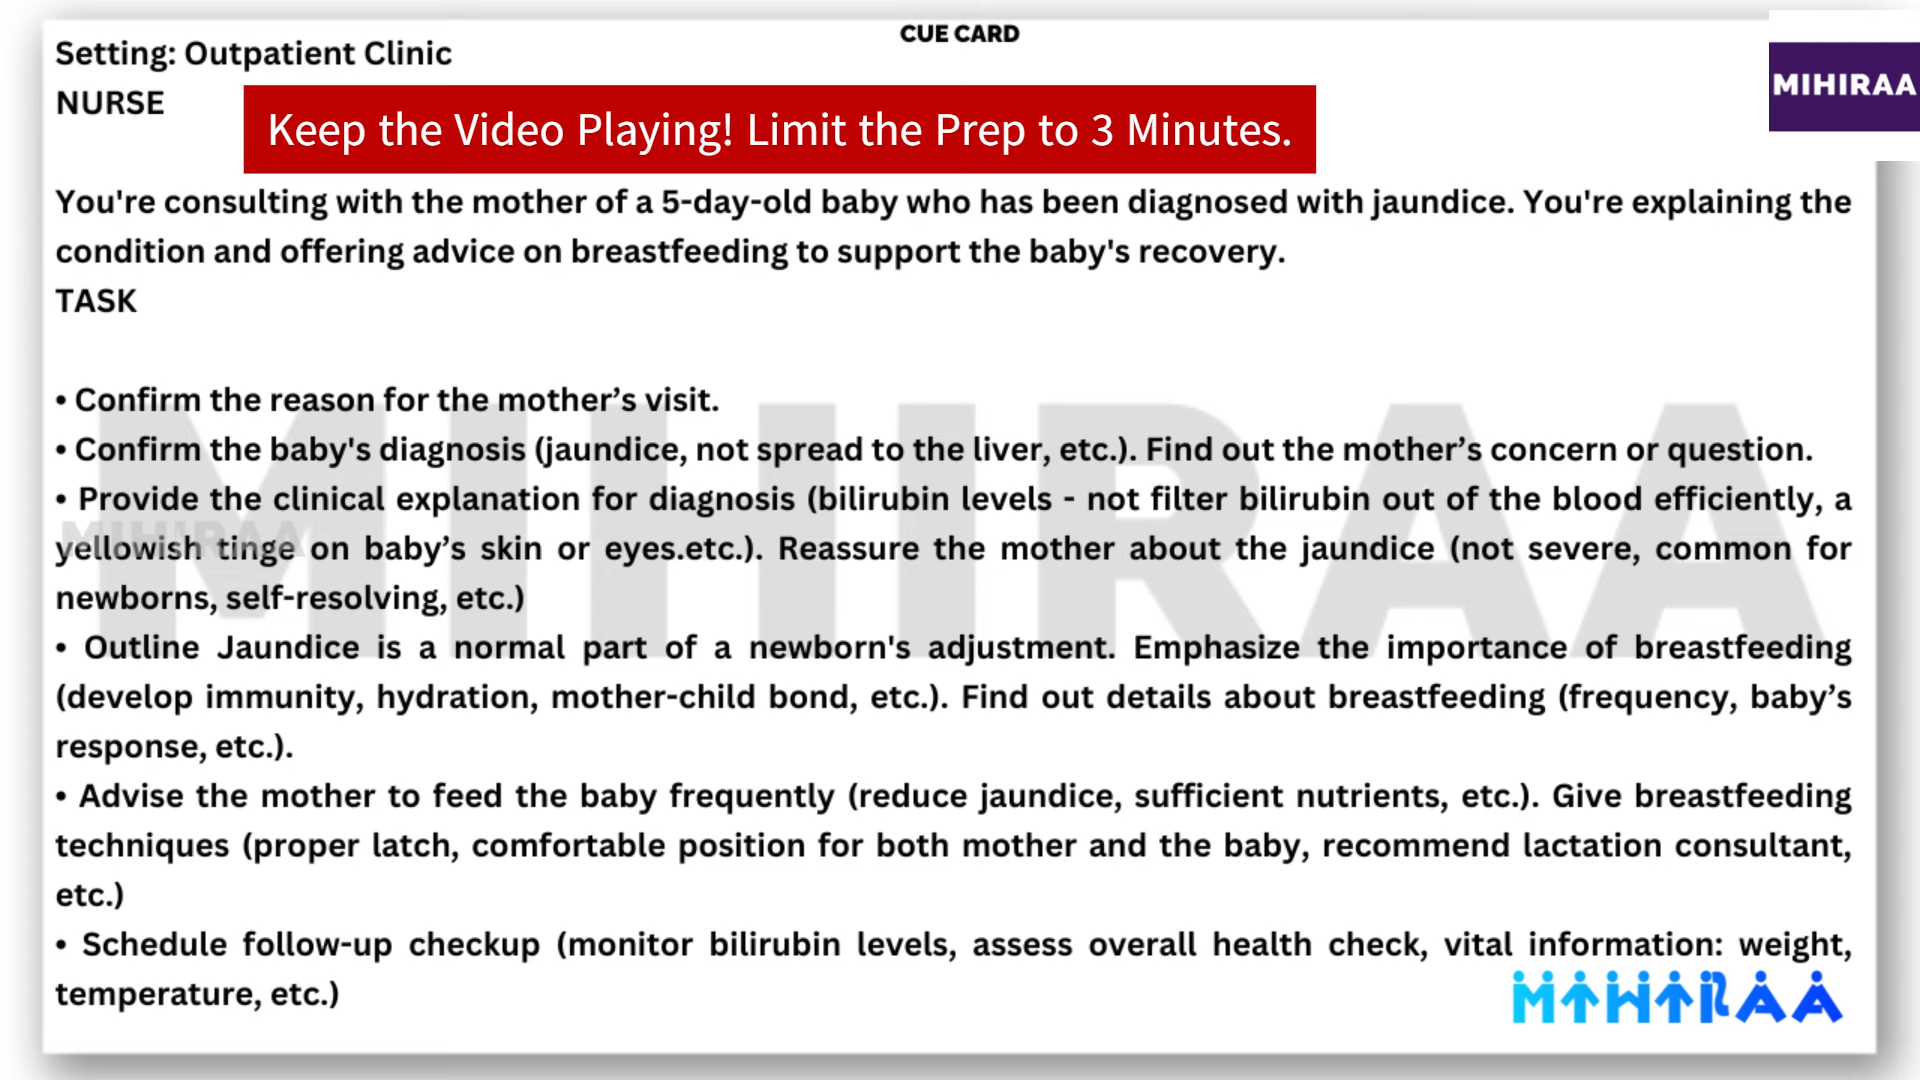 CUE CARD
Setting: Outpatient Clinic
MIHIRAA
NURSE
Keep the Video Playing! Limit the Prep to 3 Minutes.
You're consulting with the mother of a 5-day-old baby who has been diagnosed with jaundice. You're explaining the
condition and offering advice on breastfeeding to support the baby's recovery.
TASK
• Confirm the reason for the mother’s visit.
• Confirm the baby's diagnosis (jaundice, not spread to the liver, etc.). Find out the mother’s concern or question.
• Provide the clinical explanation for diagnosis (bilirubin levels - not filter bilirubin out of the blood efficiently, a
yellowish tinge on baby’s skin or eyes.etc.). Reassure the mother about the jaundice (not severe, common for
newborns, self-resolving, etc.)
• Outline Jaundice is a normal part of a newborn's adjustment. Emphasize the importance of breastfeeding
(develop immunity, hydration, mother-child bond, etc.). Find out details about breastfeeding (frequency, baby’s
response, etc.).
• Advise the mother to feed the baby frequently (reduce jaundice, sufficient nutrients, etc.). Give breastfeeding
techniques (proper latch, comfortable position for both mother and the baby, recommend lactation consultant,
etc.)
• Schedule follow-up checkup (monitor bilirubin levels, assess overall health check, vital information: weight,
temperature, etc.)
MIHIRAA
MIHIRAA
MIHIRAA